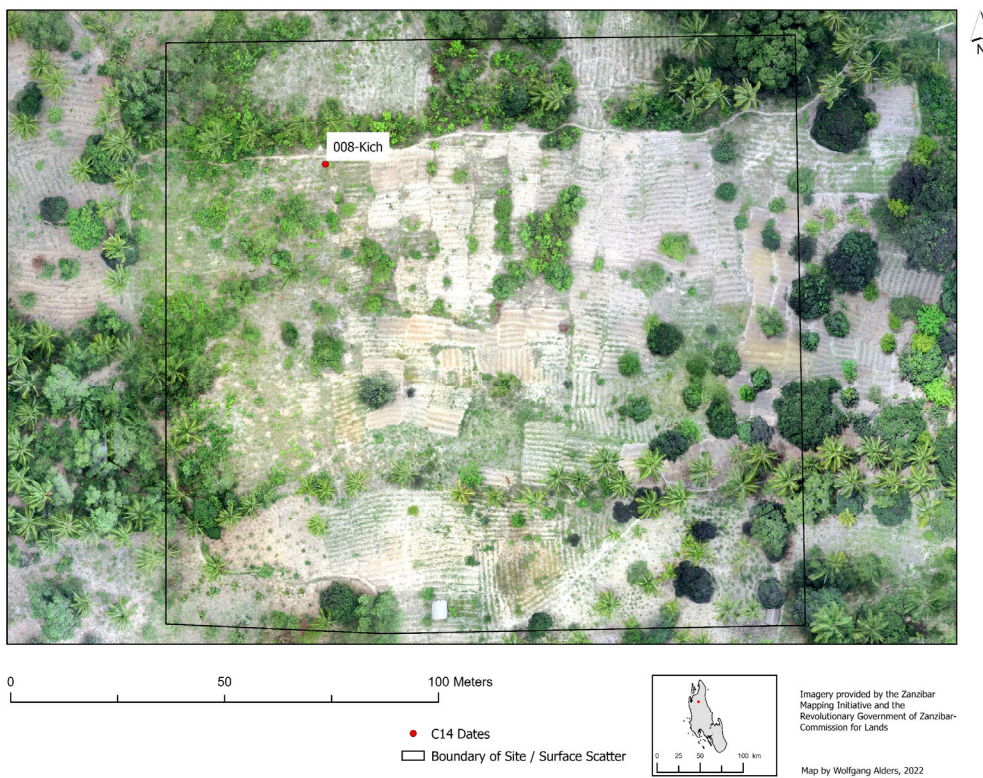 N
008-Kich
0 50 100 Meters
C14 Dates
Boundary of Site / Surface Scatter
0 25 50 100 km
Imagery provided by the Zanzibar
Mapping Initiative and the
Revolutionary Government of Zanzibar-
Commission for Lands
Map by Wolfgang Alders, 2022